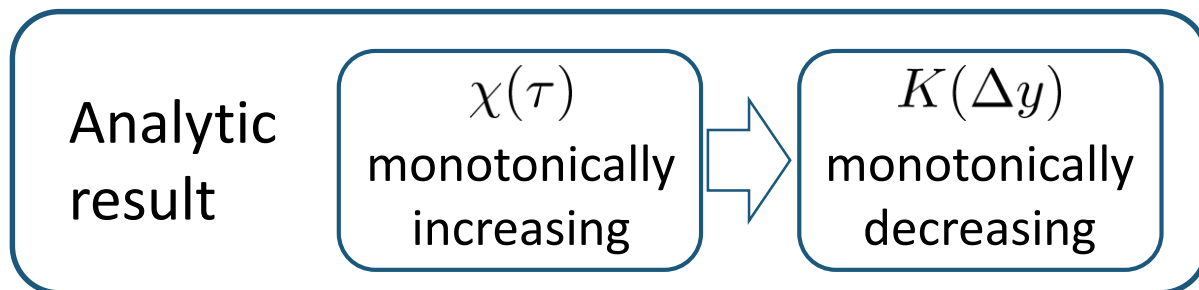 Analytic
result
χ(τ)
monotonically
increasing
K(Δy)
monotonically
decreasing